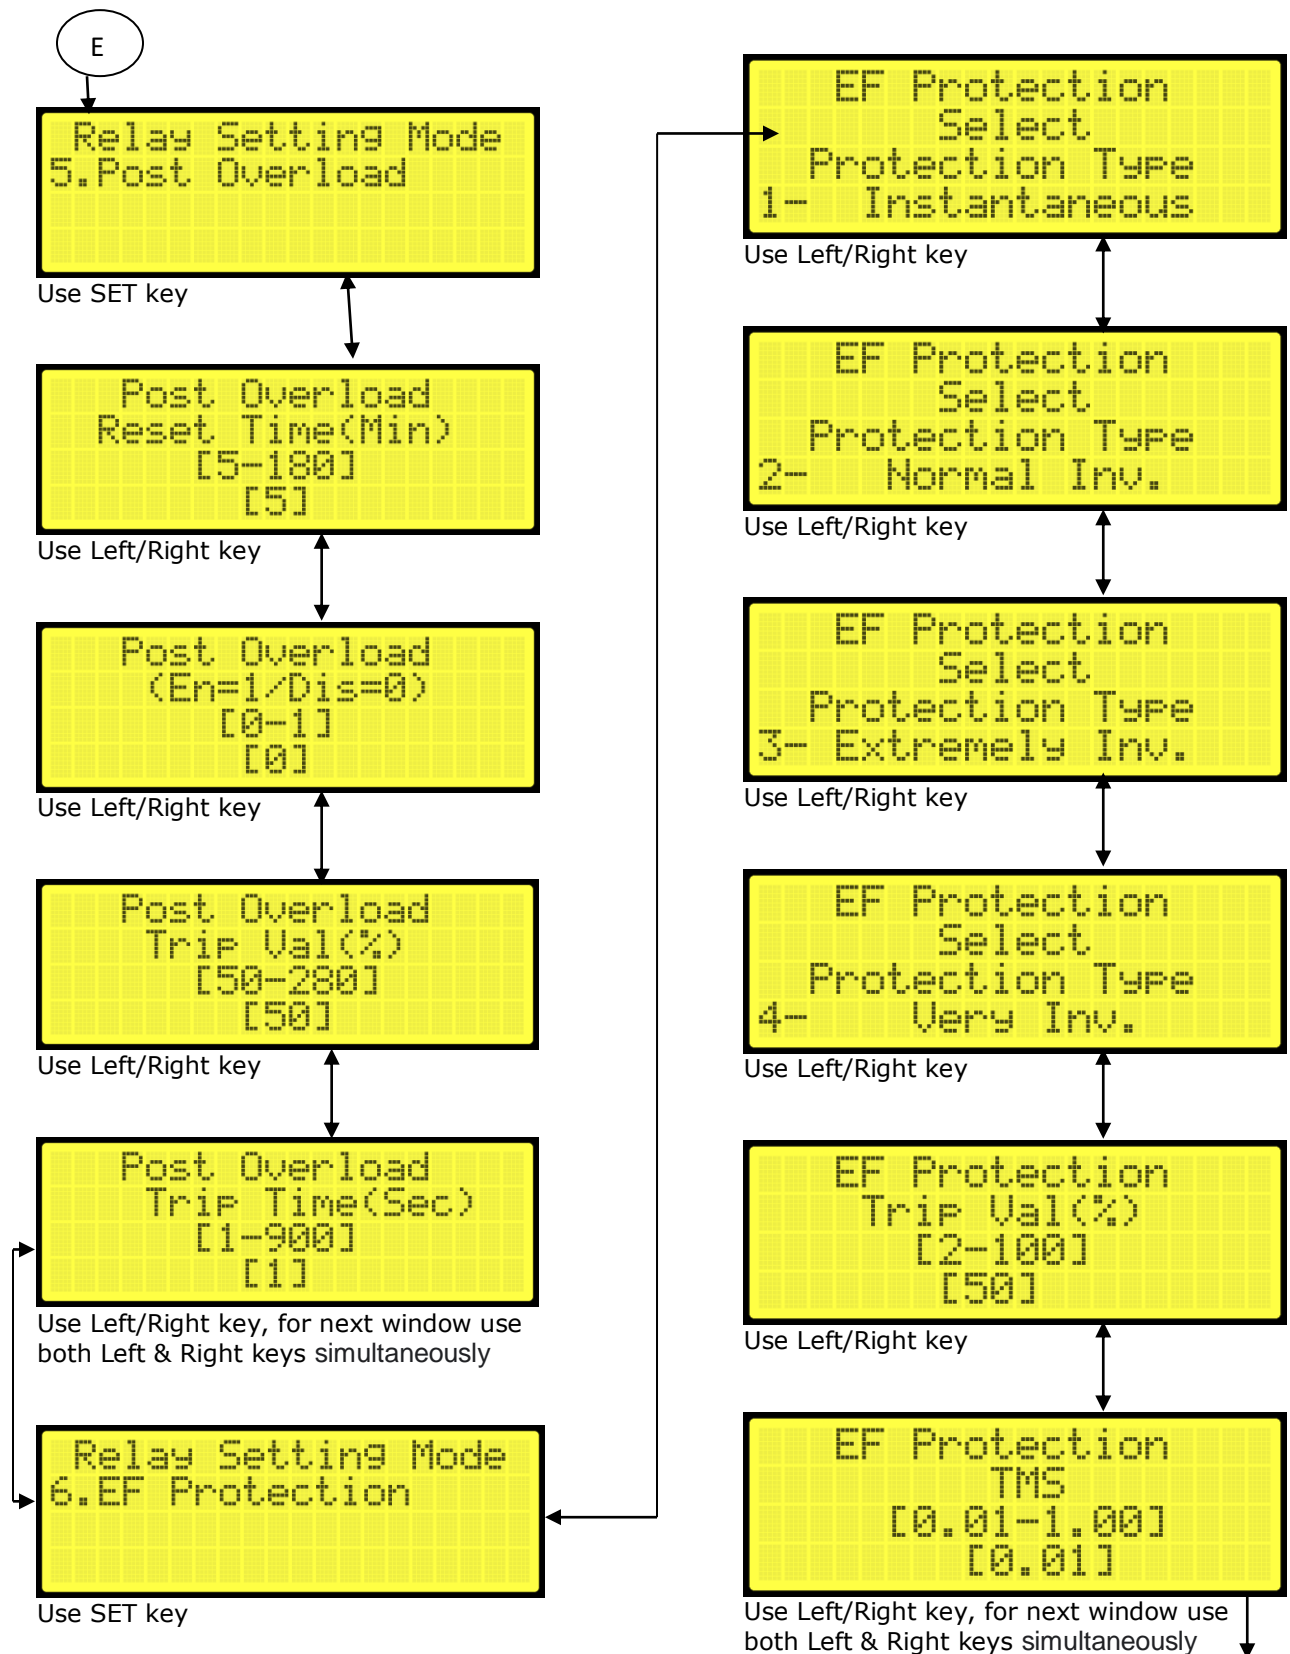 E
Relay Setting Mode
5.Post Overload
Use SET key
Post Overload
Reset Time(Min)
[5-180]
[5]
Use Left/Right key
Post Overload
(En=1/Dis=0)
[0-1]
[0]
Use Left/Right key
Post Overload
Trip Val(%)
[50-280]
[50]
Use Left/Right key
Post Overload
Trip Time(Sec)
[1-900]
[1]
Use Left/Right key, for next window use
both Left & Right keys simultaneously
Relay Setting Mode
6.EF Protection
Use SET key
EF Protection
Select
Protection Type
1- Instantaneous
Use Left/Right key
EF Protection
Select
Protection Type
2- Normal Inv.
Use Left/Right key
EF Protection
Select
Protection Type
3- Extremely Inv.
Use Left/Right key
EF Protection
Select
Protection Type
4- Very Inv.
Use Left/Right key
EF Protection
Trip Val(%)
[2-100]
[50]
Use Left/Right key
EF Protection
TMS
[0.01-1.00]
[0.01]
Use Left/Right key, for next window use
both Left & Right keys simultaneously